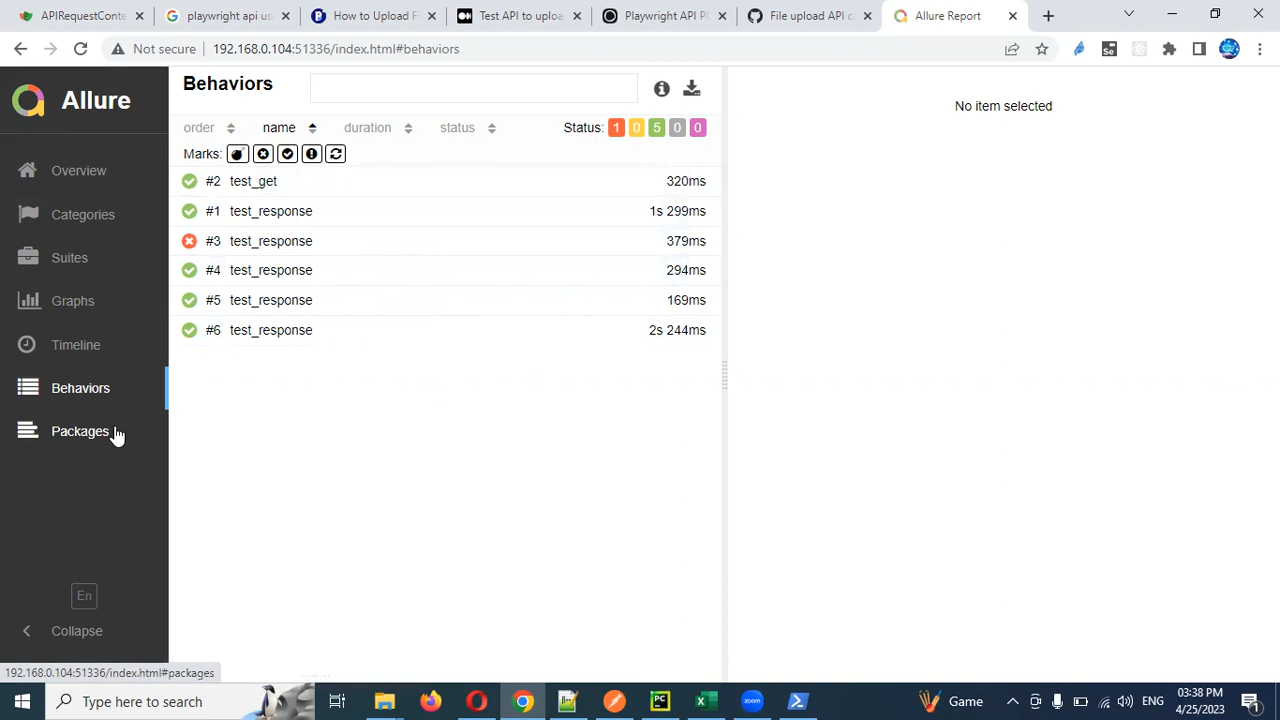 APIRequestConte
playwright api us
How to Upload F
Test API to uploa
Playwright API PO
File upload API c
Allure Report
Not secure
192.168.0.104:51336/index.html#behaviors
Allure
Overview
Categories
Suites
Graphs
Timeline
Behaviors
Packages
En
Collapse
Behaviors
order
name
duration
status
Status: 1 0 5 0 0
Marks:
#2 test_get 320ms
#1 test_response 1s 299ms
#3 test_response 379ms
#4 test_response 294ms
#5 test_response 169ms
#6 test_response 2s 244ms
No item selected
192.168.0.104:51336/index.html#packages
Type here to search
Game
ENG
03:38 PM
4/25/2023